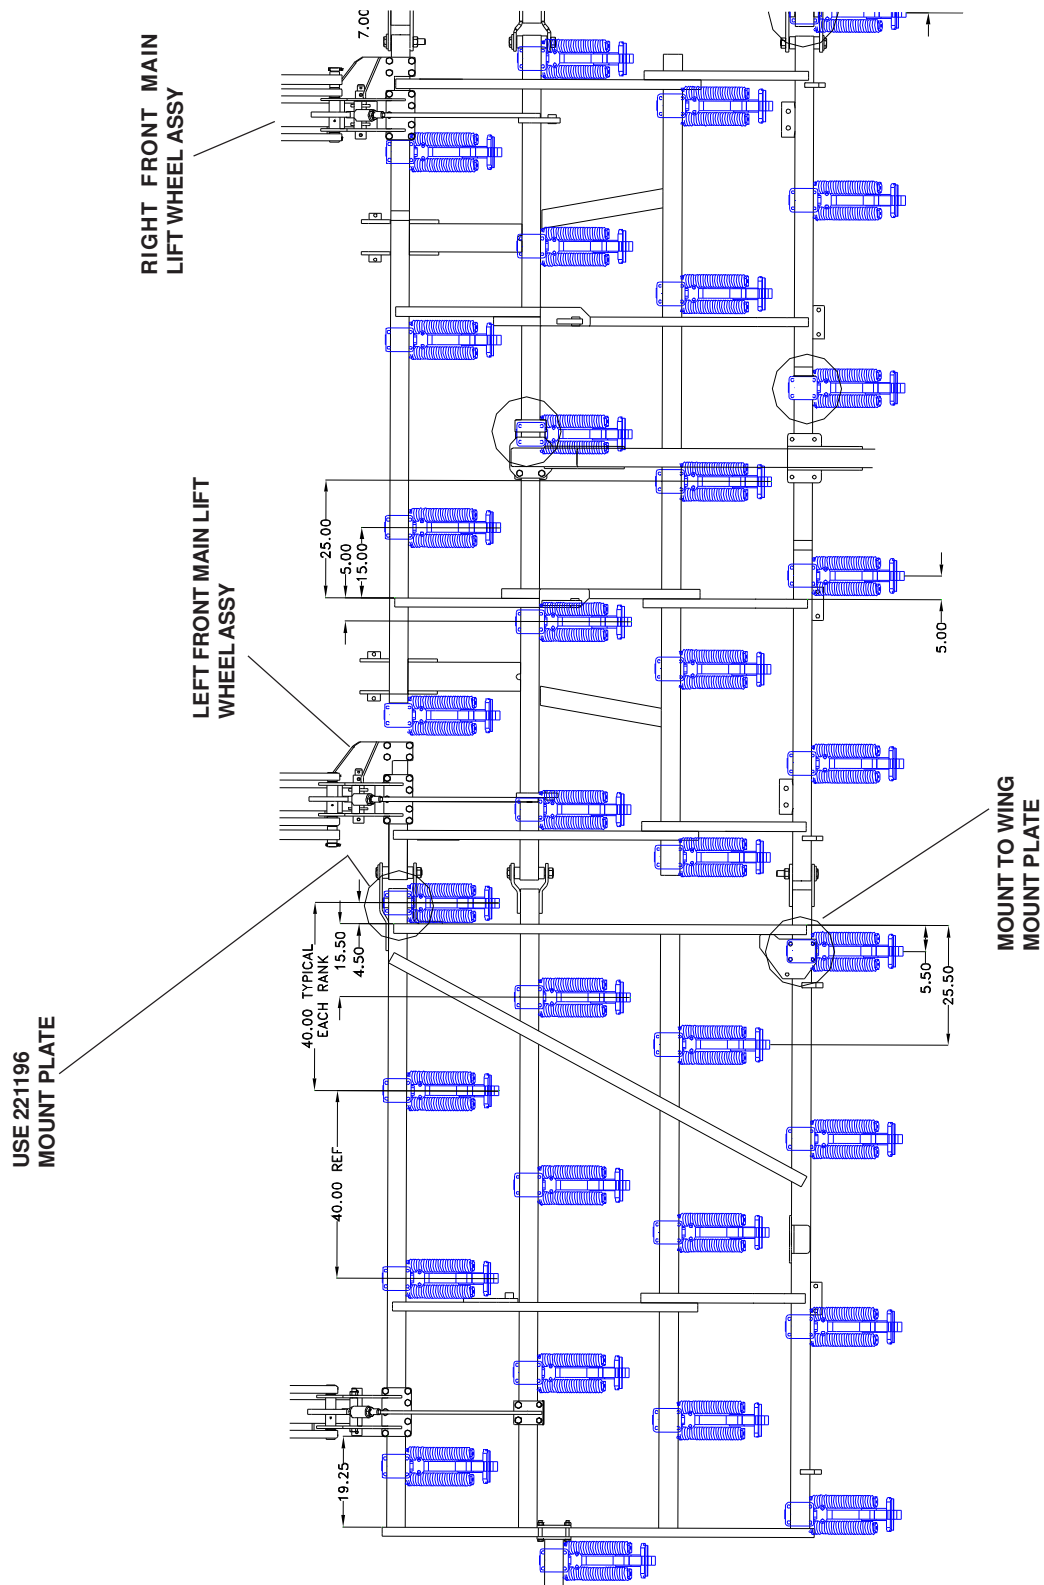 7.00
RIGHT FRONT MAIN
LIFT WHEEL ASSY
25.00
5.00
15.00
LEFT FRONT MAIN LIFT
WHEEL ASSY
5.00
MOUNT TO WING
MOUNT PLATE
40.00 TYPICAL
EACH RANK
15.50
4.50
5.50
25.50
USE 221196
MOUNT PLATE
40.00 REF
19.25